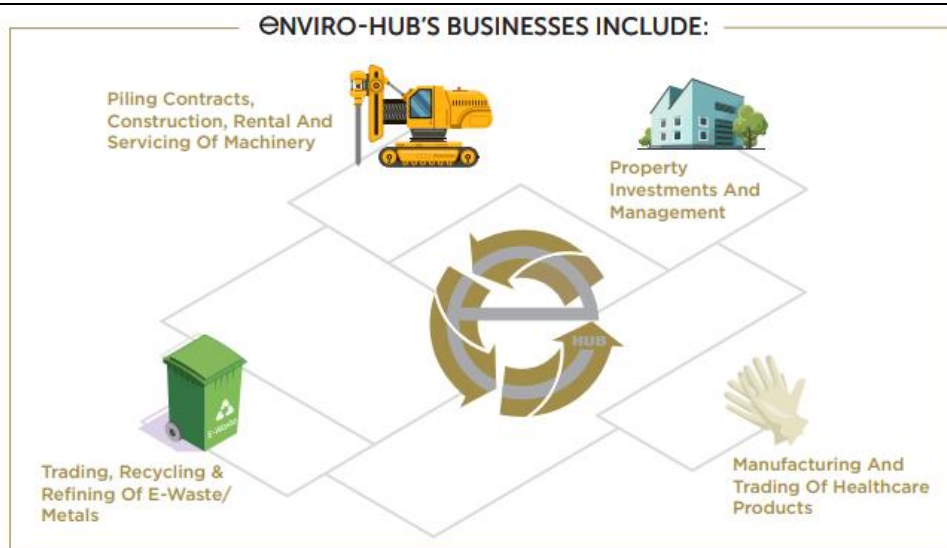 eNVIRO-HUB'S BUSINESSES INCLUDE:
Piling Contracts,
Construction, Rental And
Servicing Of Machinery
Property
Investments And
Management
HUB
E-Waste
Trading, Recycling &
Refining Of E-Waste/
Metals
Manufacturing And
Trading Of Healthcare
Products